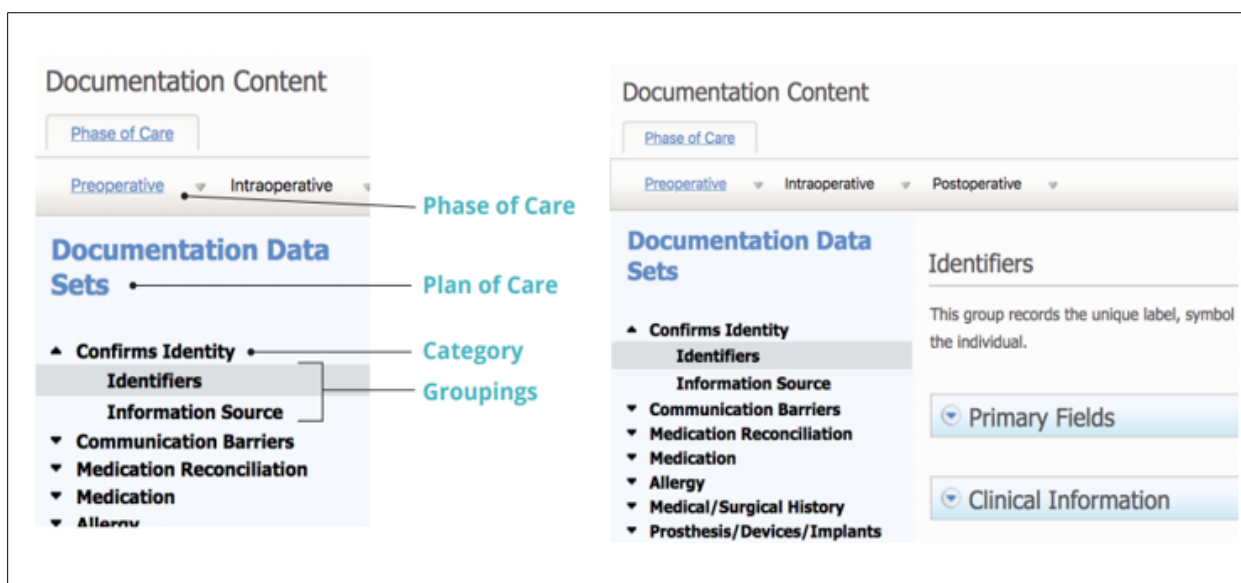 Documentation Content
Phase of Care
Preoperative Intraoperative
Documentation Data
Sets
Confirms Identity
Identifiers
Information Source
Communication Barriers
Medication Reconciliation
Medication
Allergy
Phase of Care
Plan of Care
Category
Groupings
Documentation Content
Phase of Care
Preoperative Intraoperative Postoperative
Documentation Data
Sets
Confirms Identity
Identifiers
Information Source
Communication Barriers
Medication Reconciliation
Medication
Allergy
Medical/Surgical History
Prosthesis/Devices/Implants
Identifiers
This group records the unique label, symbol
the individual.
Primary Fields
Clinical Information